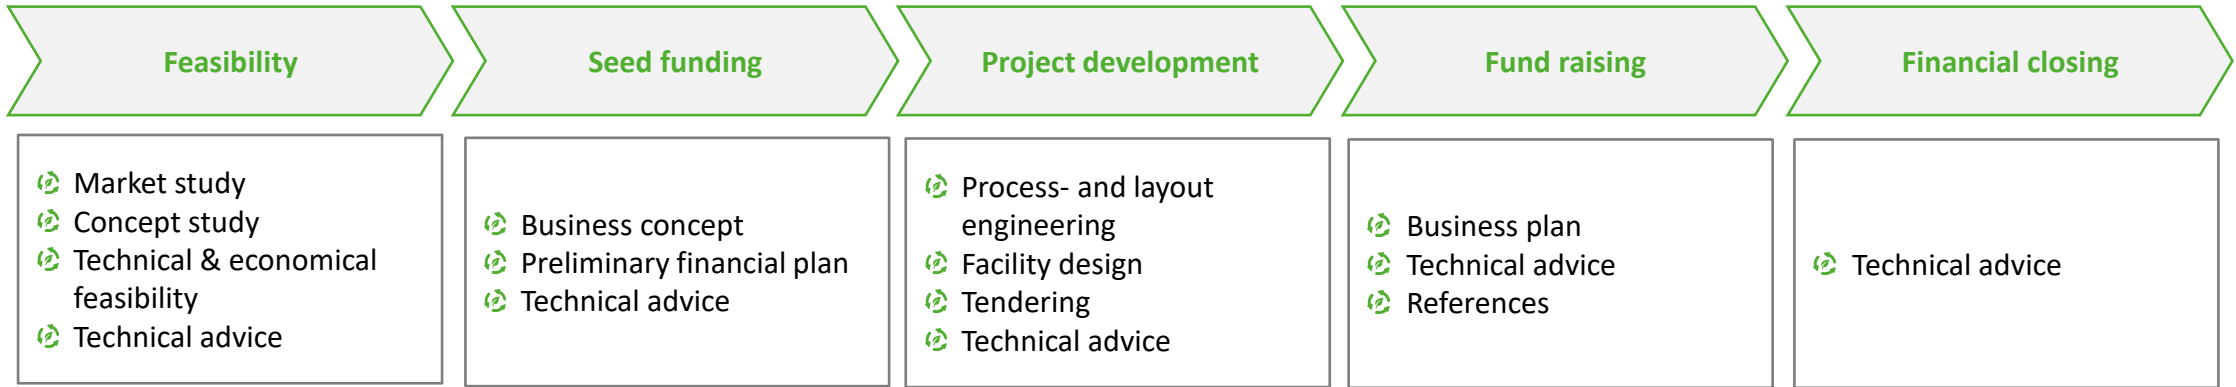 Feasibility
Market study
Concept study
Technical & economical
feasibility
Technical advice
Seed funding
Business concept
Preliminary financial plan
Technical advice
Project development
Process- and layout
engineering
Facility design
Tendering
Technical advice
Fund raising
Business plan
Technical advice
References
Financial closing
Technical advice